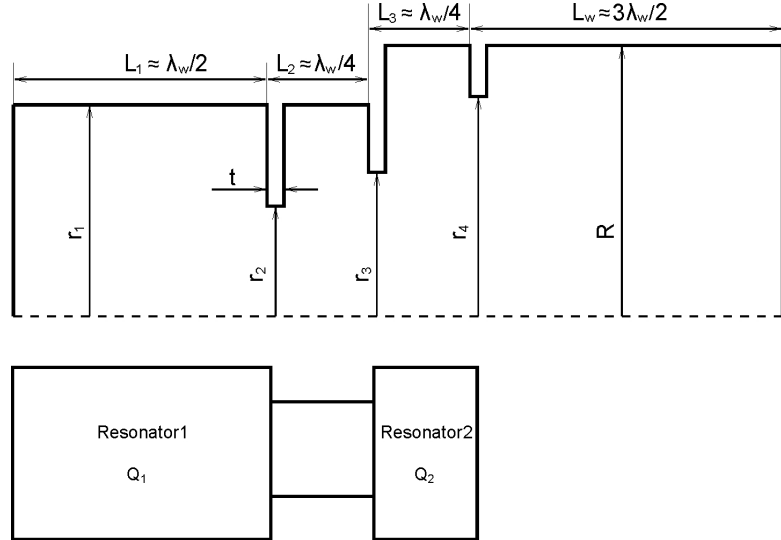 L₃ ≈ λw/4
Lw ≈3λw/2
L₁ ≈ λw/2
L₂ ≈ λw/4
t
r₁
r₂
r₃
r₄
R
Resonator1
Q₁
Resonator2
Q₂